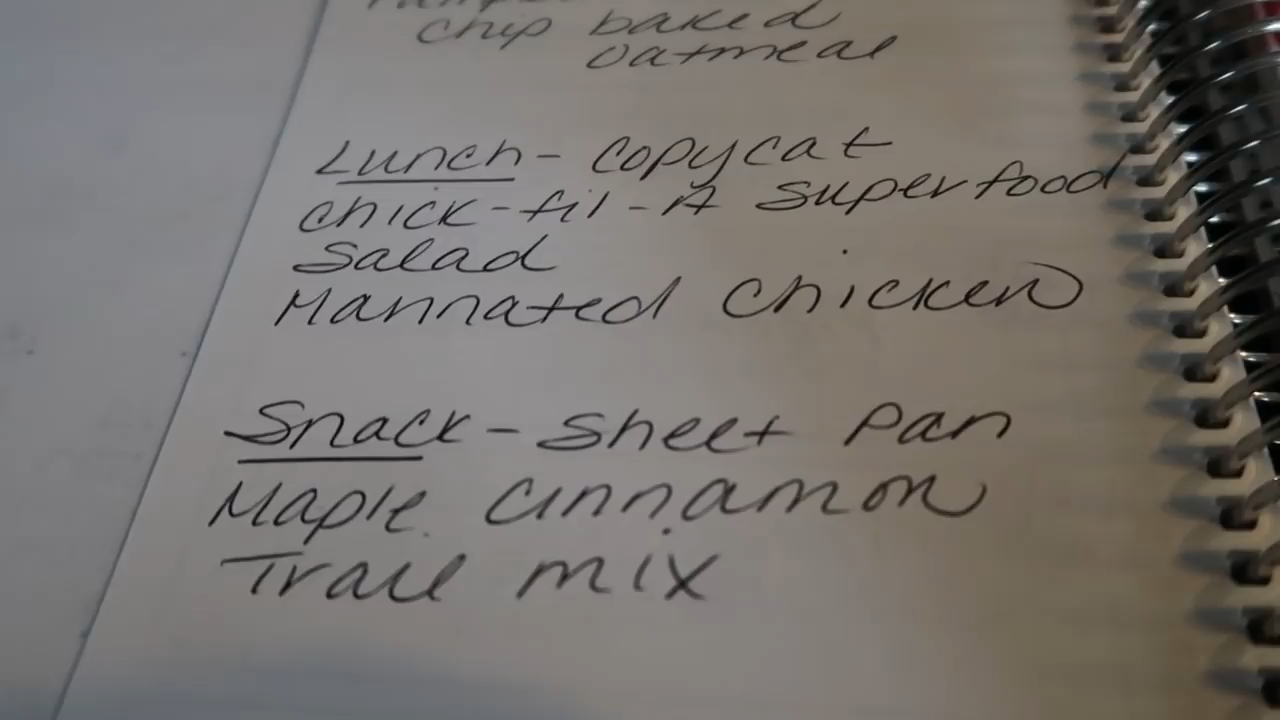 chip baked
oatmeal
Lunch - copycat
chick-fil-A superfood
salad
Marinated chicken
Snack - sheet pan
Maple cinnamon
Trail mix